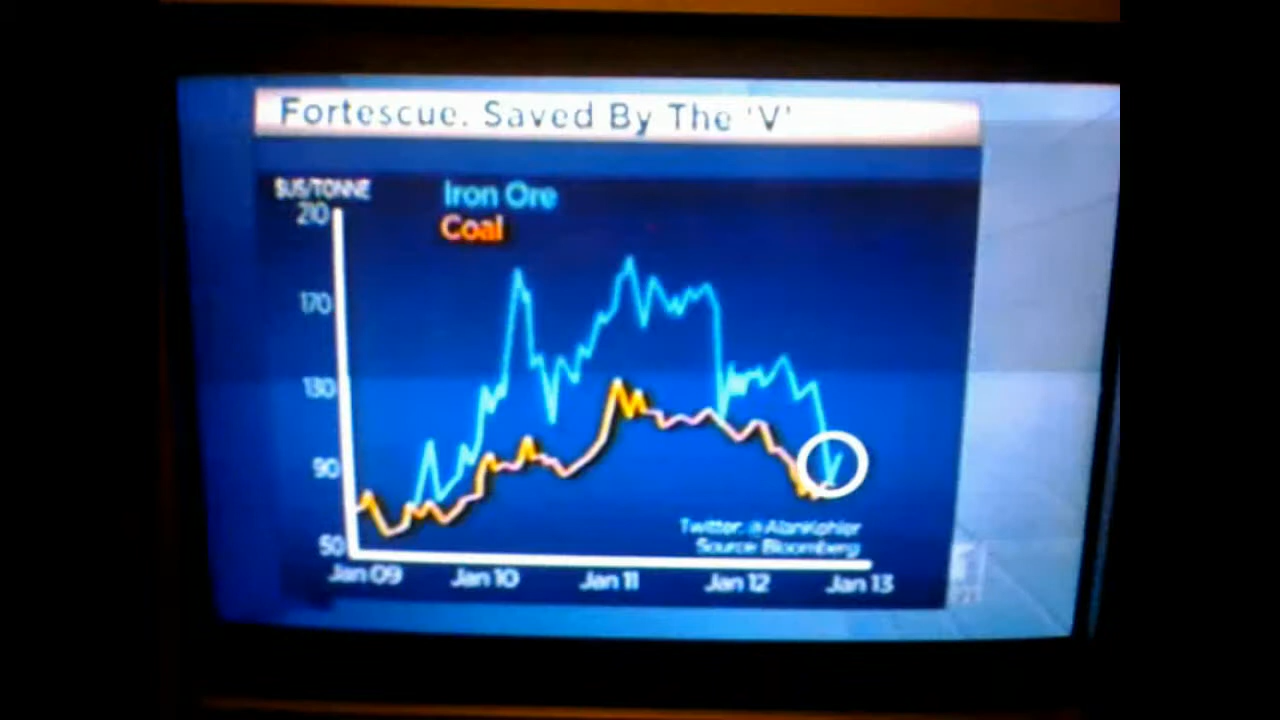 Fortescue. Saved By The 'V'
$US/TONNE
210
170
130
90
50
Iron Ore
Coal
Twitter: @AlanKohler
Source Bloomberg
Jan 09 Jan 10 Jan 11 Jan 12 Jan 13